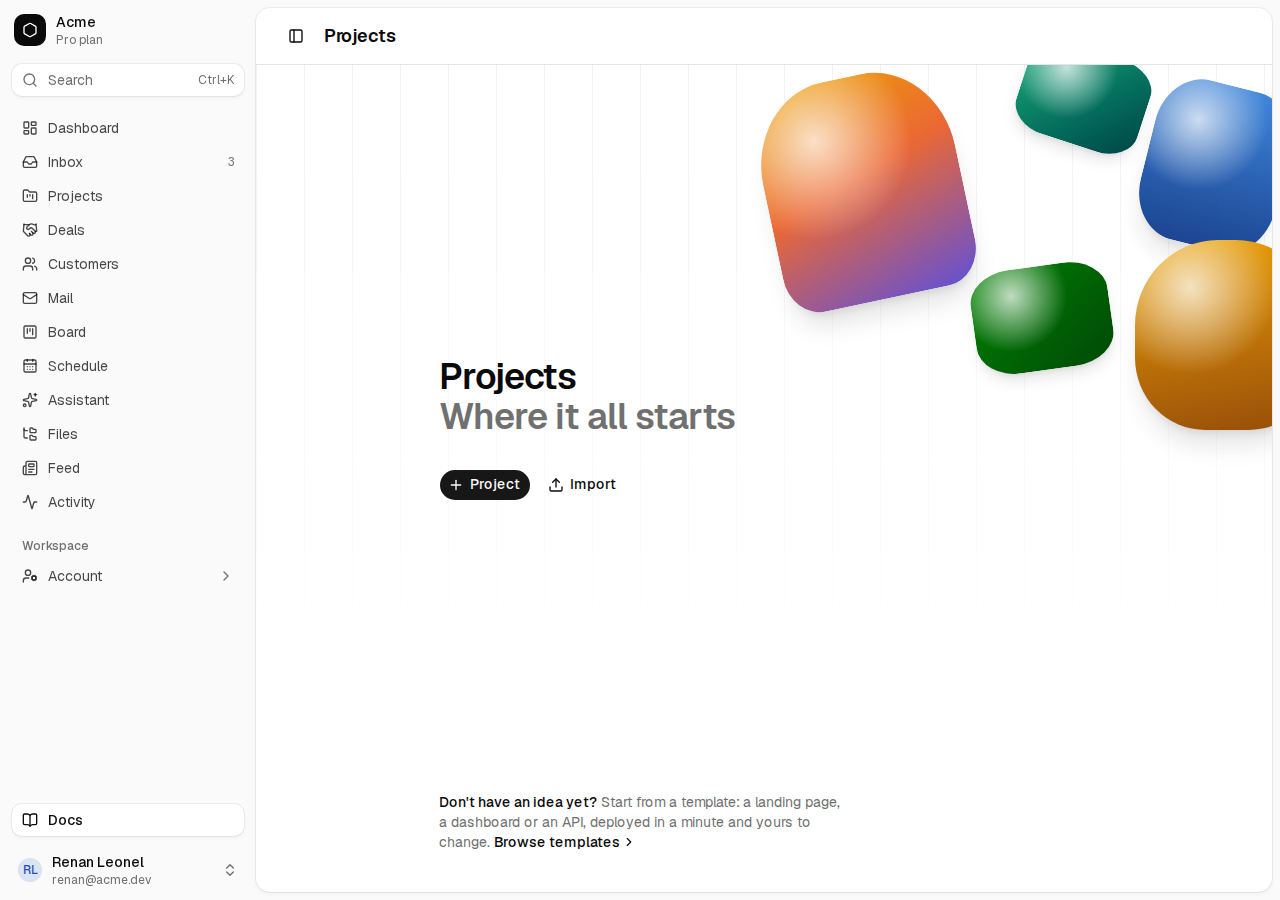 Acme
Pro plan
Search Ctrl+K
Dashboard
Inbox 3
Projects
Deals
Customers
Mail
Board
Schedule
Assistant
Files
Feed
Activity
Workspace
Account
Docs
RL
Renan Leonel
renan@acme.dev
Projects
Projects
Where it all starts
Project Import
Don't have an idea yet? Start from a template: a landing page,
a dashboard or an API, deployed in a minute and yours to
change. Browse templates